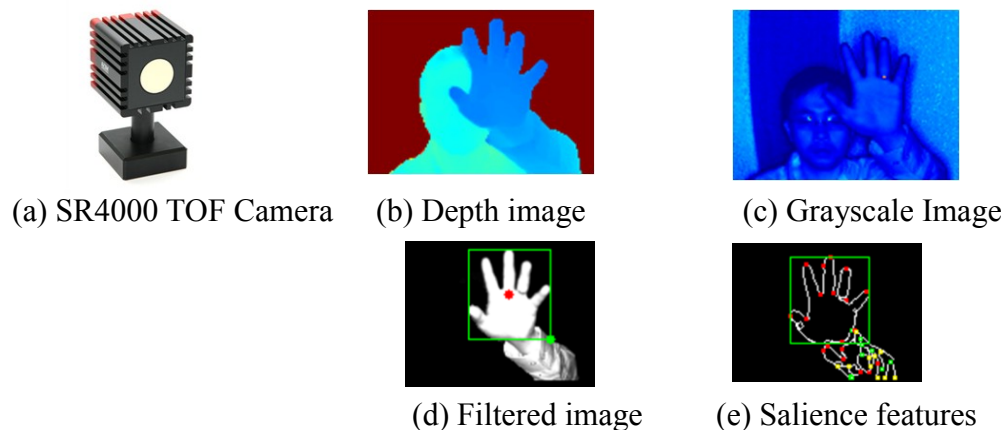 (a) SR4000 TOF Camera (b) Depth image (c) Grayscale Image
(d) Filtered image (e) Salience features